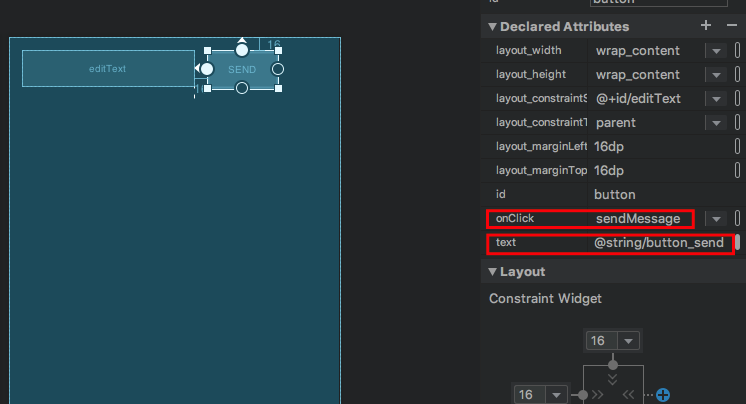 id button
Declared Attributes
layout_width wrap_content
layout_height wrap_content
layout_constraintS @+id/editText
layout_constraintT parent
layout_marginLeft 16dp
layout_marginTop 16dp
id button
onClick sendMessage
text @string/button_send
Layout
Constraint Widget
16
16
16
editText
SEND